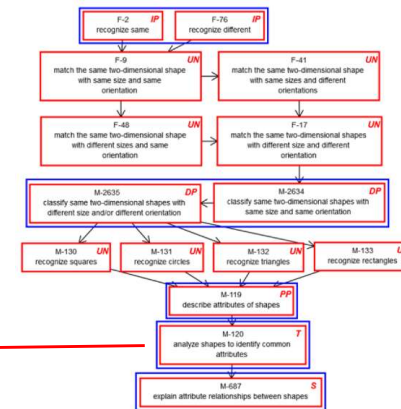 F-2 IP
recognize same
F-76 IP
recognize different
F-9 UN
match the same two-dimensional shape
with same size and same
orientation
F-41 UN
match the same two-dimensional shape
with same sizes and different
orientations
F-48 UN
match the same two-dimensional shape
with different sizes and same
orientation
F-17 UN
match the same two-dimensional shapes
with different size and different
orientation
M-2635 DP
classify same two-dimensional shapes with
different size and/or different orientation
M-2634 DP
classify same two-dimensional shapes with
same size and same orientation
M-130 UN
recognize squares
M-131 UN
recognize circles
M-132 UN
recognize triangles
M-133 U
recognize rectangles
M-119 PP
describe attributes of shapes
M-120 T
analyze shapes to identify common
attributes
M-687 S
explain attribute relationships between shapes